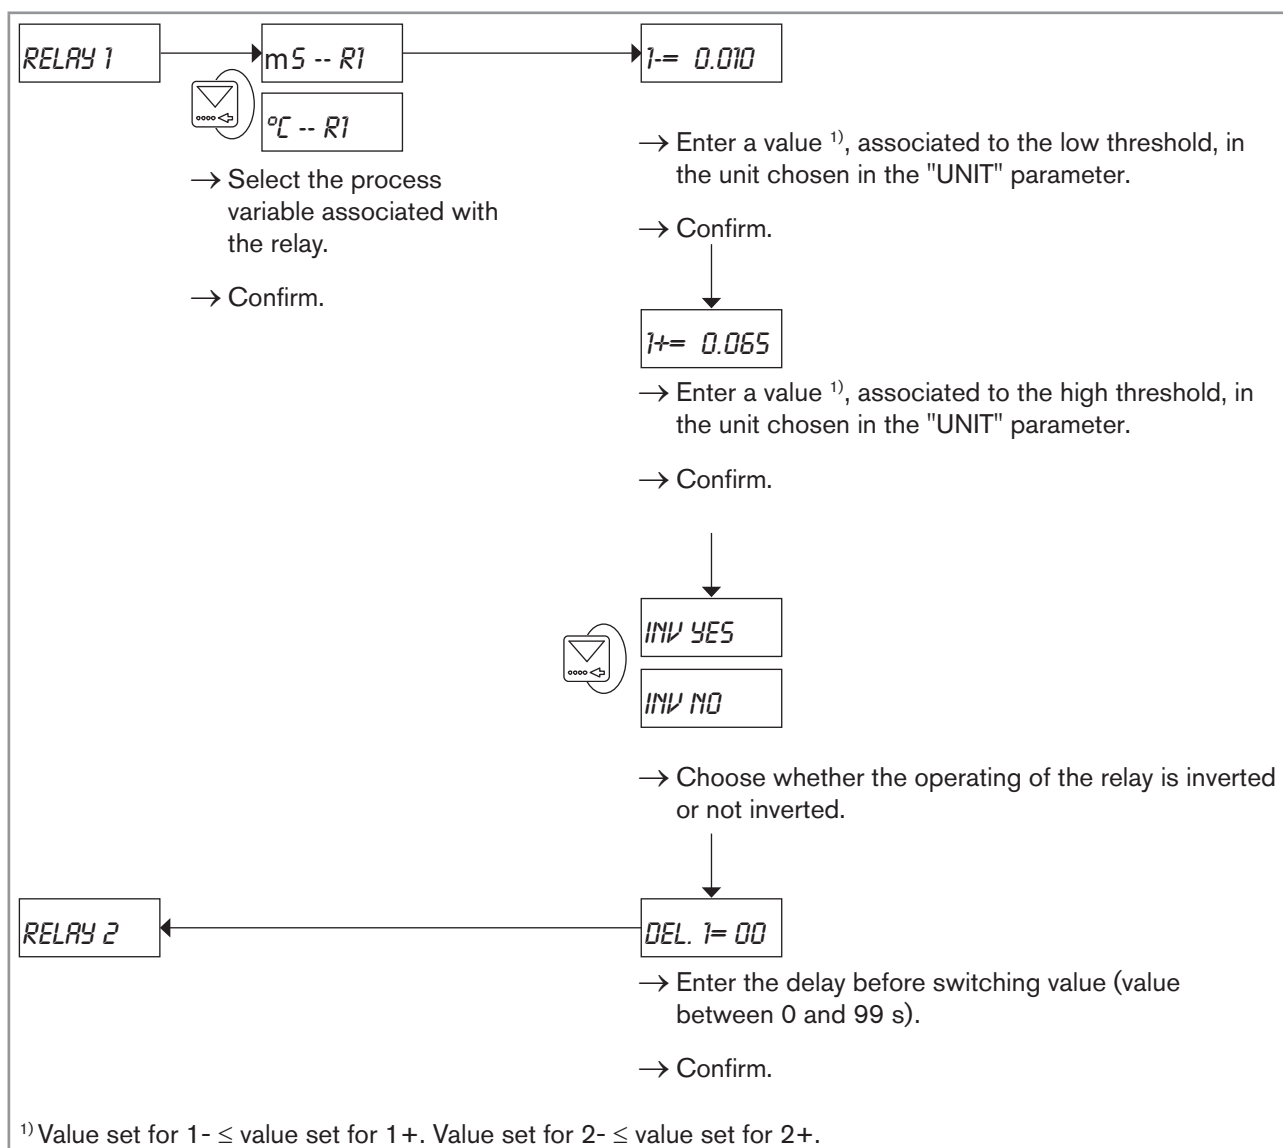 RELAY 1
mS -- R1
°C -- R1
→ Select the process
variable associated with
the relay.
→ Confirm.
1-= 0.010
→ Enter a value 1), associated to the low threshold, in
the unit chosen in the "UNIT" parameter.
→ Confirm.
1+= 0.065
→ Enter a value 1), associated to the high threshold, in
the unit chosen in the "UNIT" parameter.
→ Confirm.
INV YES
INV NO
→ Choose whether the operating of the relay is inverted
or not inverted.
DEL. 1= 00
→ Enter the delay before switching value (value
between 0 and 99 s).
→ Confirm.
RELAY 2
1) Value set for 1- ≤ value set for 1+. Value set for 2- ≤ value set for 2+.